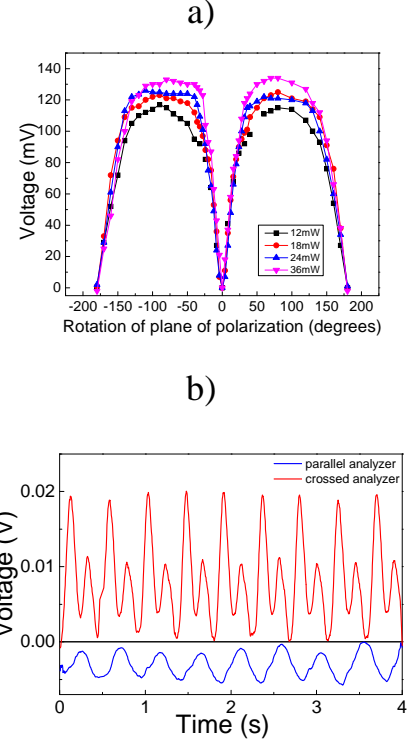 a)
140
120
100
80
60
40
20
0
Voltage (mV)
12mW
18mW
24mW
36mW
-200 -150 -100 -50 0 50 100 150 200
Rotation of plane of polarization (degrees)
b)
parallel analyzer
crossed analyzer
0.02
0.01
0.00
Voltage (V)
0 1 2 3 4
Time (s)